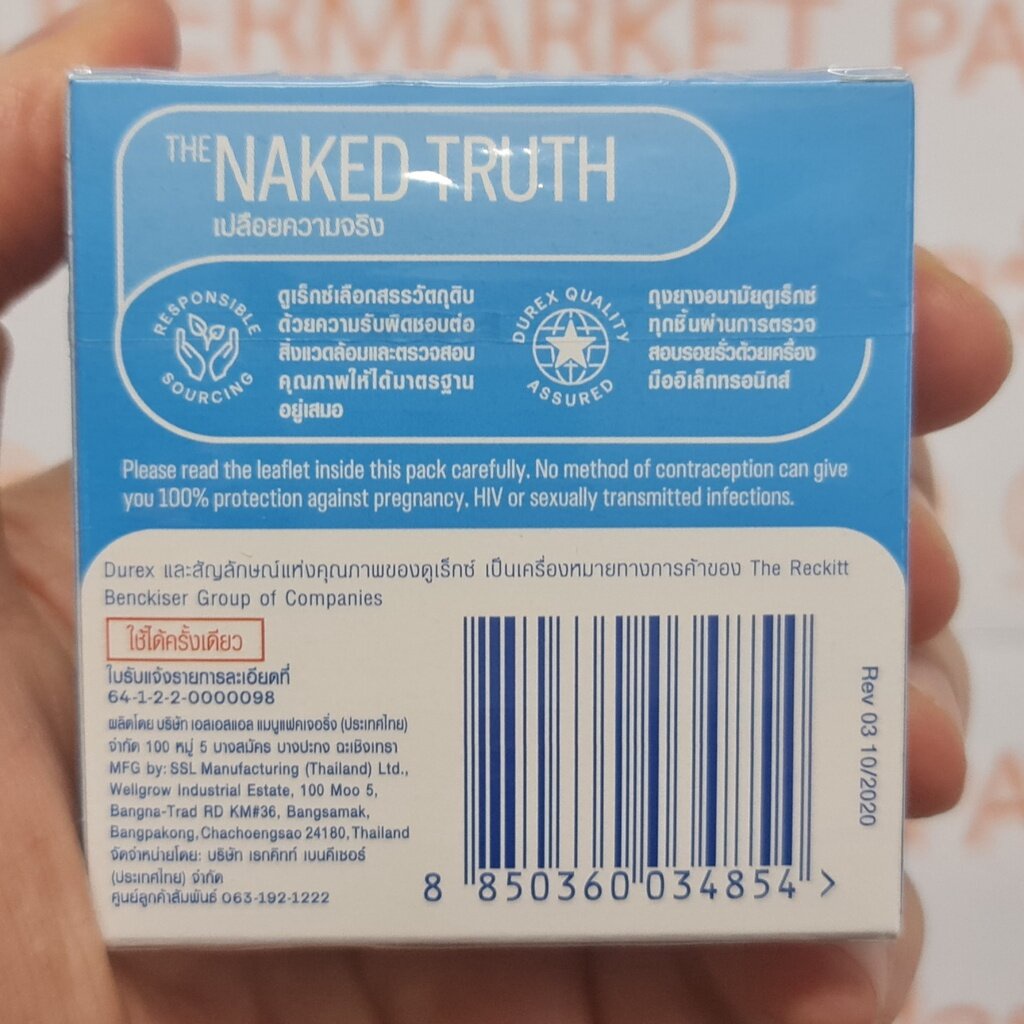 ERMARKET PA
THE NAKED TRUTH
เปลือยความจริง
RESPONSIBLE SOURCING
ดูเร็กซ์เลือกสรรวัตถุดิบ
ด้วยความรับผิดชอบต่อ
สิ่งแวดล้อมและตรวจสอบ
คุณภาพให้ได้มาตรฐาน
อยู่เสมอ
DUREX QUALITY ASSURED
ถุงยางอนามัยดูเร็กซ์
ทุกชิ้นผ่านการตรวจ
สอบรอยรั่วด้วยเครื่อง
มืออิเล็กทรอนิกส์
Please read the leaflet inside this pack carefully. No method of contraception can give
you 100% protection against pregnancy, HIV or sexually transmitted infections.
Durex และสัญลักษณ์แห่งคุณภาพของดูเร็กซ์ เป็นเครื่องหมายทางการค้าของ The Reckitt
Benckiser Group of Companies
ใช้ได้ครั้งเดียว
ใบรับแจ้งรายการละเอียดที่
64-1-2-2-0000098
ผลิตโดย บริษัท เอสเอสแอล แมนูแฟคเจอริ่ง (ประเทศไทย)
จำกัด 100 หมู่ 5 บางสมัคร บางปะกง ฉะเชิงเทรา
MFG by: SSL Manufacturing (Thailand) Ltd.,
Wellgrow Industrial Estate, 100 Moo 5,
Bangna-Trad RD KM#36, Bangsamak,
Bangpakong, Chachoengsao 24180, Thailand
จัดจำหน่ายโดย: บริษัท เรกคิทท์ เบนคีเซอร์
(ประเทศไทย) จำกัด
ศูนย์ลูกค้าสัมพันธ์ 063-192-1222
8 850360 034854 >
Rev 03 10/2020